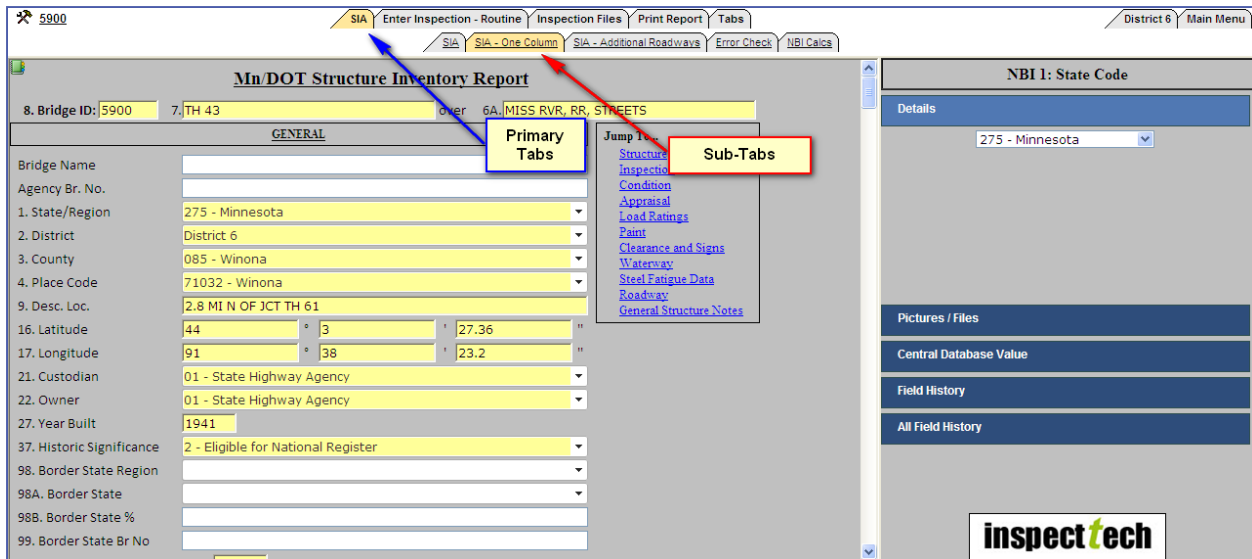 5900 SIA Enter Inspection - Routine Inspection Files Print Report Tabs District 6 Main Menu
SIA SIA - One Column SIA - Additional Roadways Error Check NBI Calcs
Mn/DOT Structure Inventory Report
8. Bridge ID: 5900 7. TH 43 over 6A. MISS RVR, RR, STREETS
GENERAL
Bridge Name
Agency Br. No.
1. State/Region 275 - Minnesota
2. District District 6
3. County 085 - Winona
4. Place Code 71032 - Winona
9. Desc. Loc. 2.8 MI N OF JCT TH 61
16. Latitude 44 ° 3 ' 27.36 "
17. Longitude 91 ° 38 ' 23.2 "
21. Custodian 01 - State Highway Agency
22. Owner 01 - State Highway Agency
27. Year Built 1941
37. Historic Significance 2 - Eligible for National Register
98. Border State Region
98A. Border State
98B. Border State %
99. Border State Br No
Primary
Tabs
Sub-Tabs
Jump
Structure
Condition
Appraisal
Load Ratings
Paint
Clearance and Signs
Waterway
Steel Fatigue Data
Roadway
General Structure Notes
NBI 1: State Code
Details
275 - Minnesota
Pictures / Files
Central Database Value
Field History
All Field History
inspecttech